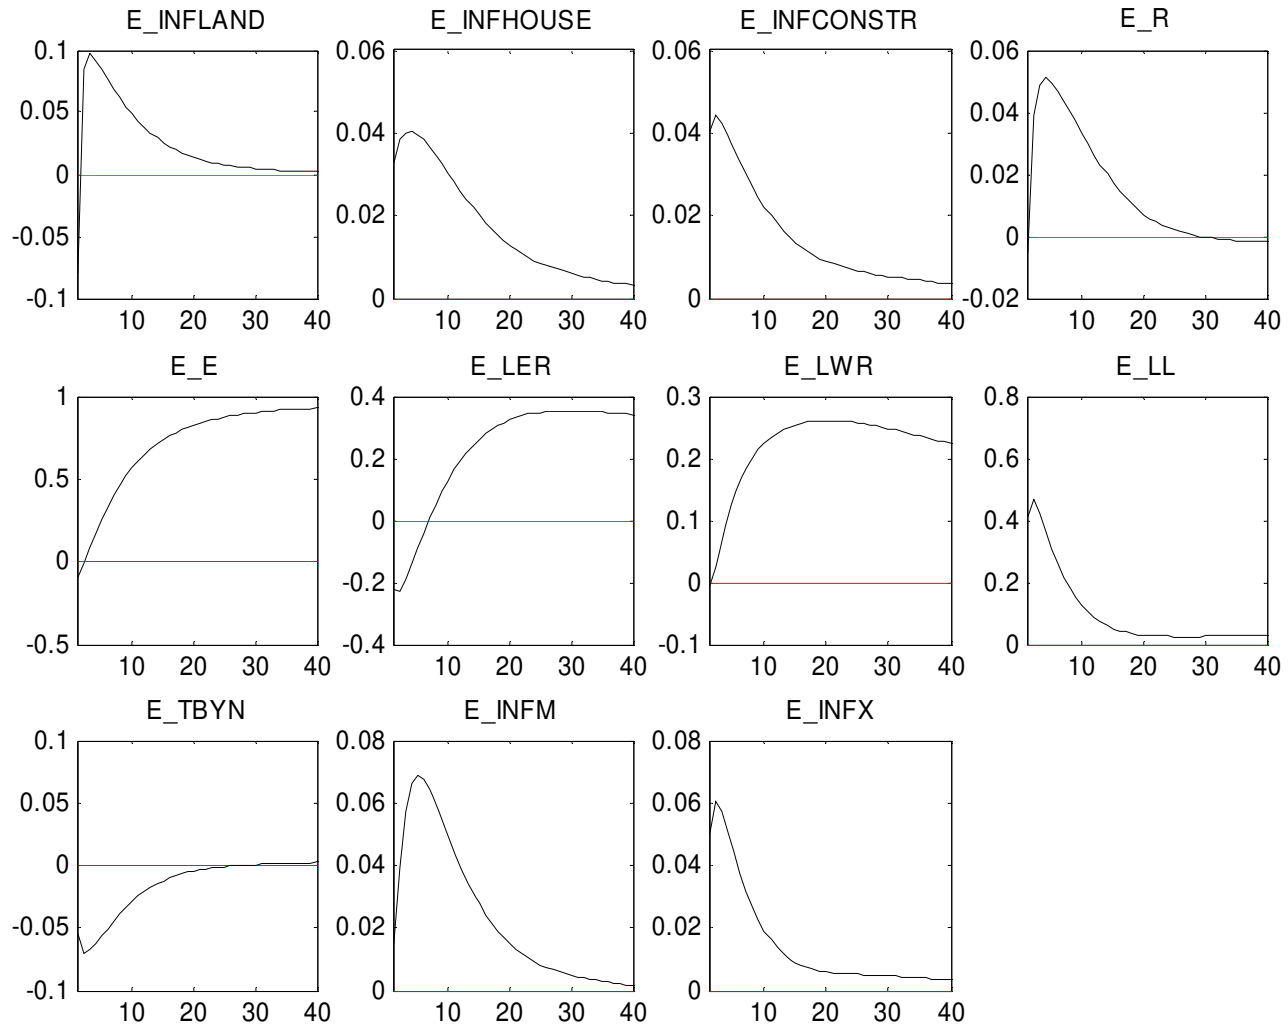 E_INFLAND E_INFHOUSE E_INFCONSTR E_R
0.1 0.06 0.06 0.06
0.05 0.04 0.04 0.04
0 0.02 0.02 0.02
-0.05 0
-0.1 0 0 -0.02
10 20 30 40 10 20 30 40 10 20 30 40 10 20 30 40
E_E E_LER E_LWR E_LL
1 0.4 0.3 0.8
0.5 0.2 0.2 0.6
0 0 0.1 0.4
-0.2 0 0.2
-0.5 -0.4 -0.1 0
10 20 30 40 10 20 30 40 10 20 30 40 10 20 30 40
E_TBYN E_INFM E_INFX
0.1 0.08 0.08
0.05 0.06 0.06
0 0.04 0.04
-0.05 0.02 0.02
-0.1 0 0
10 20 30 40 10 20 30 40 10 20 30 40